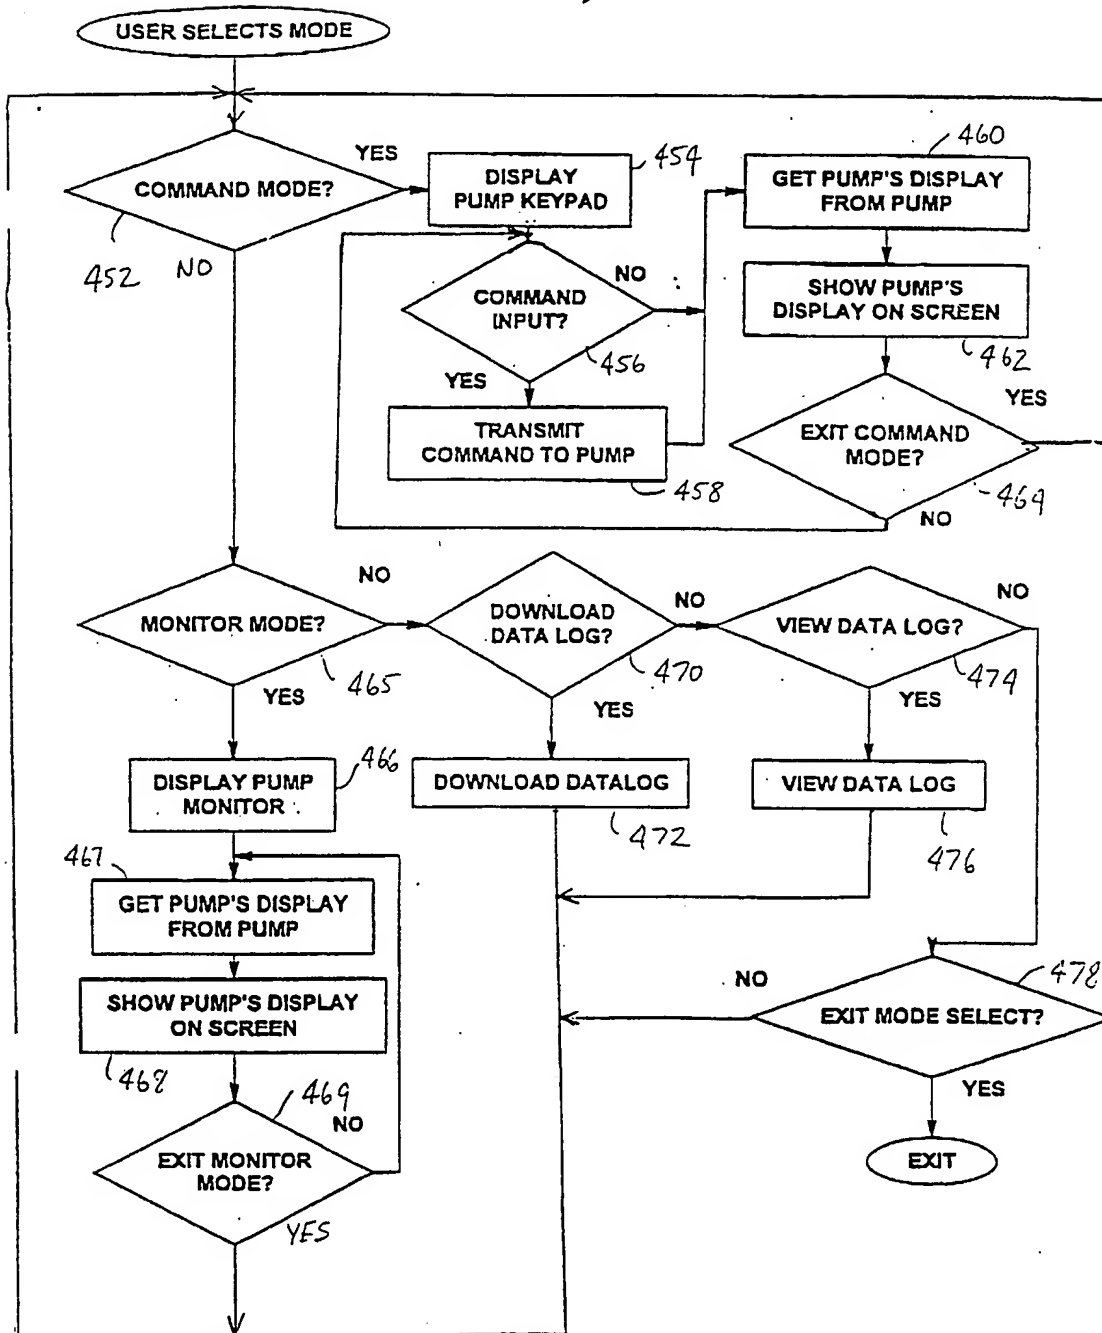 USER SELECTS MODE
COMMAND MODE?
YES
452
NO
DISPLAY
PUMP KEYPAD
454
COMMAND
INPUT?
NO
456
YES
TRANSMIT
COMMAND TO PUMP
458
460
GET PUMP'S DISPLAY
FROM PUMP
SHOW PUMP'S
DISPLAY ON SCREEN
462
EXIT COMMAND
MODE?
YES
464
NO
MONITOR MODE?
NO
465
YES
DOWNLOAD
DATA LOG?
NO
470
YES
VIEW DATA LOG?
NO
474
YES
DISPLAY PUMP
MONITOR
466
DOWNLOAD DATALOG
472
VIEW DATA LOG
476
467
GET PUMP'S DISPLAY
FROM PUMP
SHOW PUMP'S DISPLAY
ON SCREEN
468
469
EXIT MONITOR
MODE?
NO
YES
NO
EXIT MODE SELECT?
478
YES
EXIT